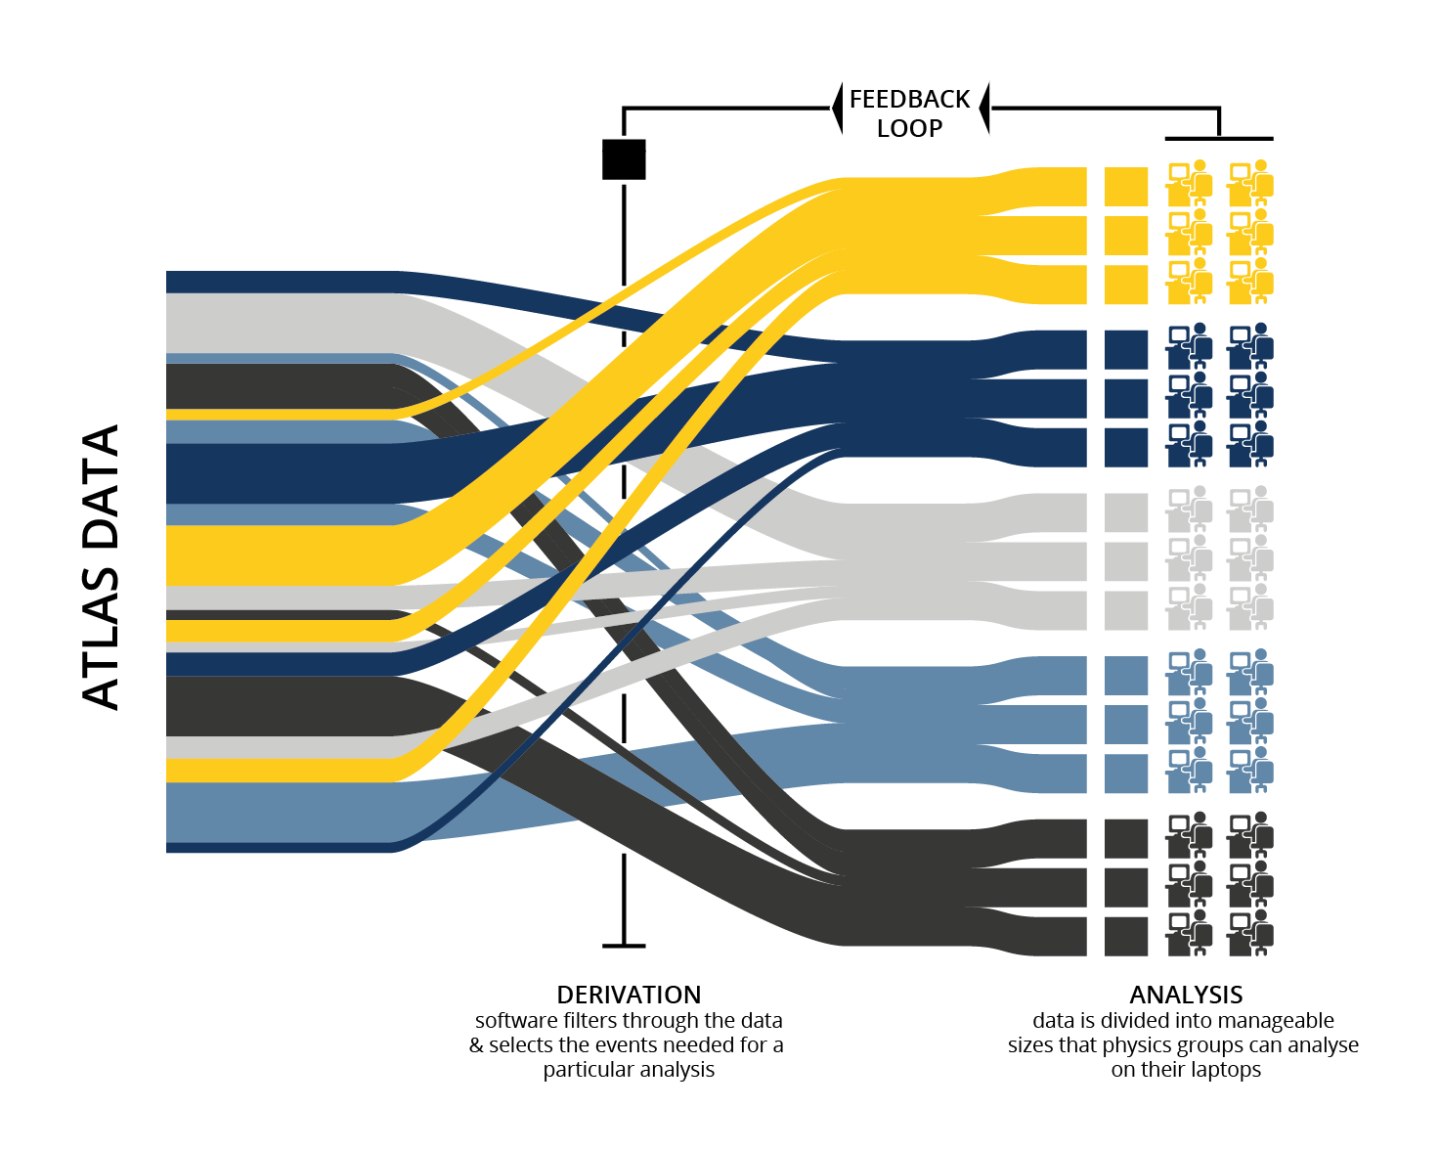 FEEDBACK
LOOP
ATLAS DATA
DERIVATION
software filters through the data
& selects the events needed for a
particular analysis
ANALYSIS
data is divided into manageable
sizes that physics groups can analyse
on their laptops